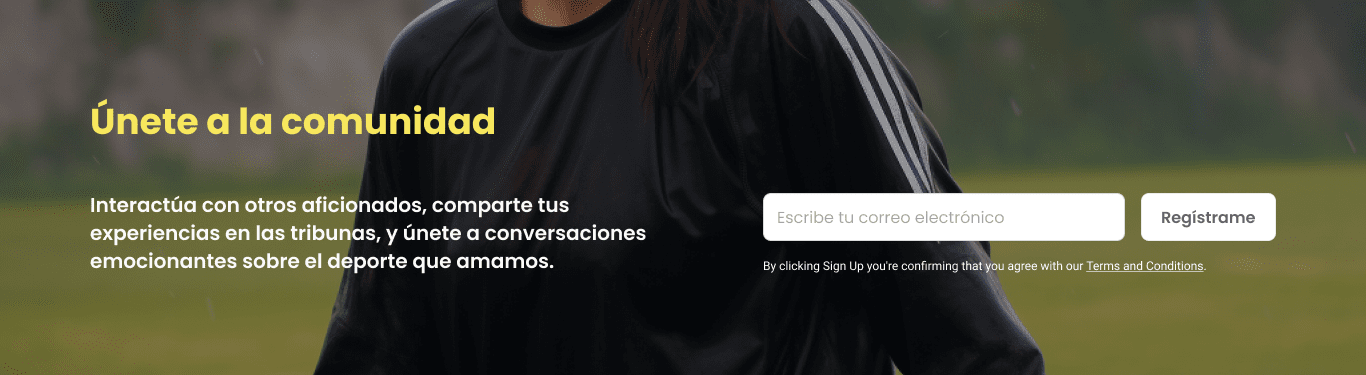 Únete a la comunidad
Interactúa con otros aficionados, comparte tus
experiencias en las tribunas, y únete a conversaciones
emocionantes sobre el deporte que amamos.
Escribe tu correo electrónico
Regístrame
By clicking Sign Up you're confirming that you agree with our Terms and Conditions.